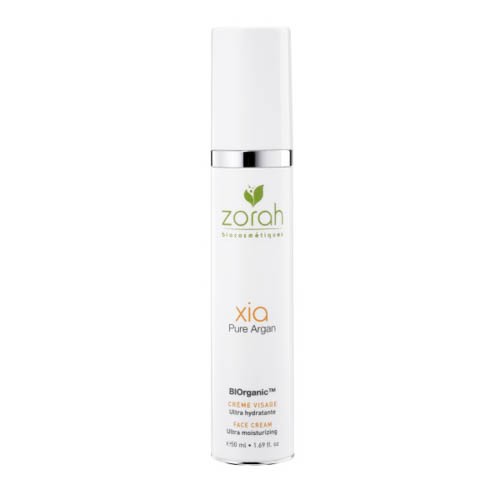 zorah
biocosmétiques
xia
Pure Argan
BIOrganic™
CRÈME VISAGE
Ultra hydratante
FACE CREAM
Ultra moisturizing
℮50 ml • 1.69 fl. oz